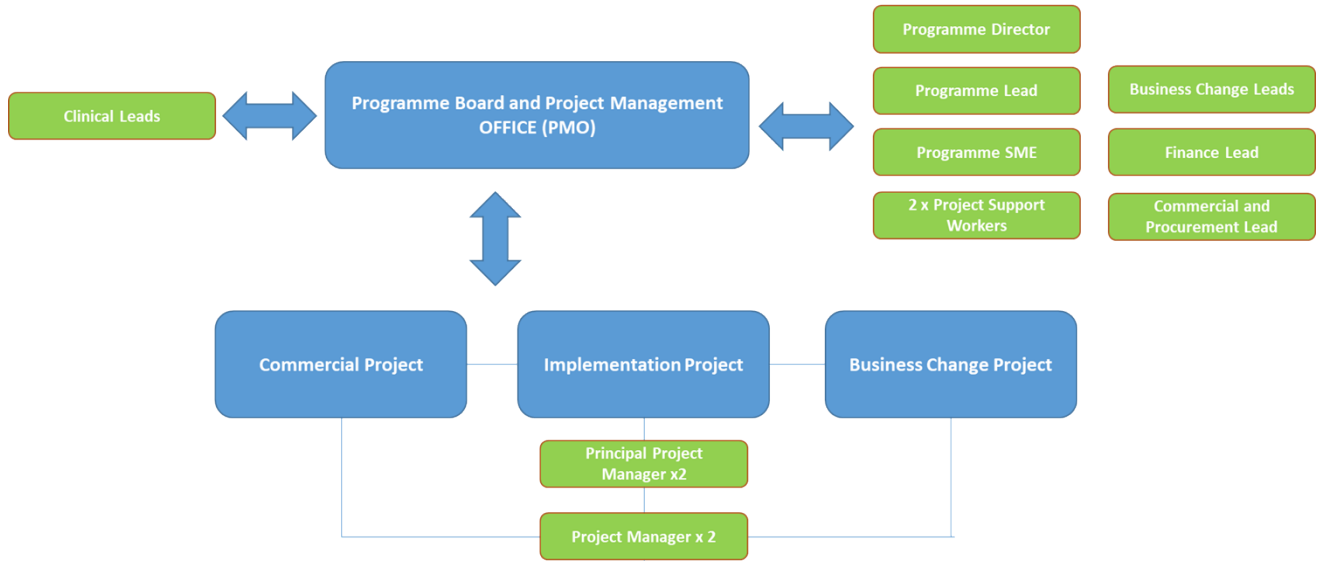 Clinical Leads
Programme Board and Project Management
OFFICE (PMO)
Programme Director
Programme Lead
Business Change Leads
Programme SME
Finance Lead
2 x Project Support
Workers
Commercial and
Procurement Lead
Commercial Project
Implementation Project
Business Change Project
Principal Project
Manager x2
Project Manager x 2